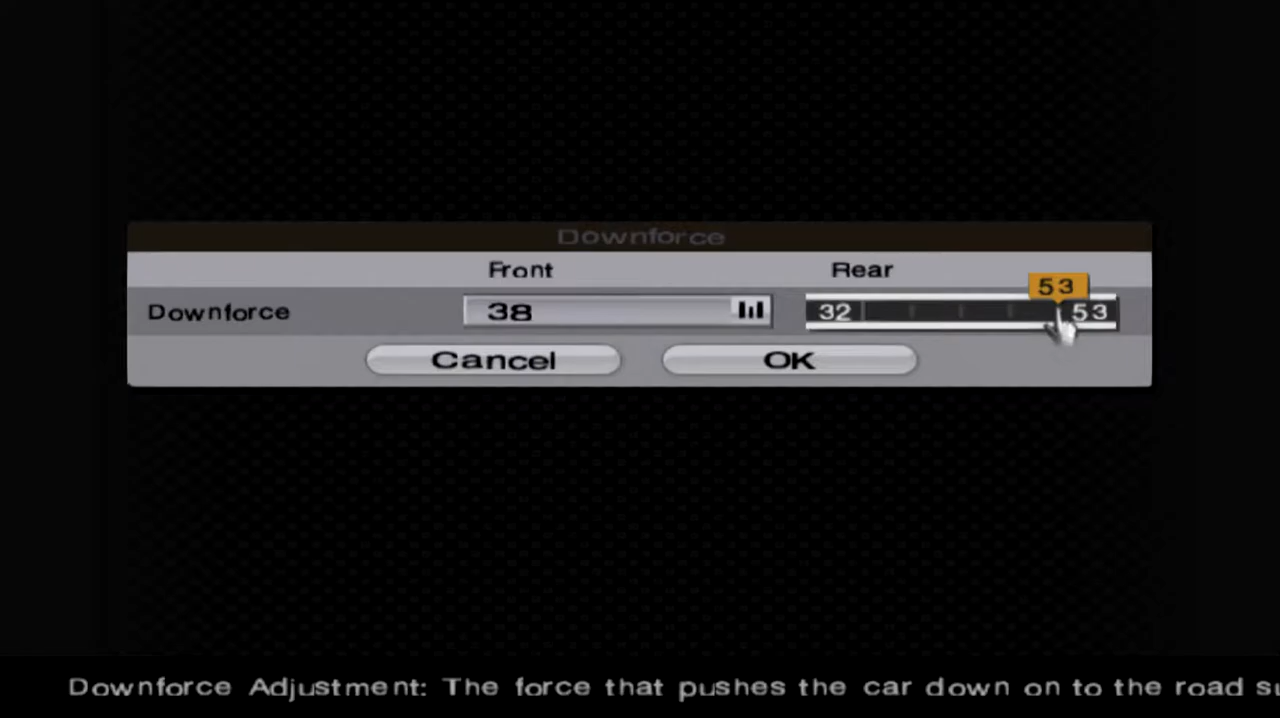 Downforce
Front Rear
53
Downforce 38 32 53
Cancel OK
Downforce Adjustment: The force that pushes the car down on to the road